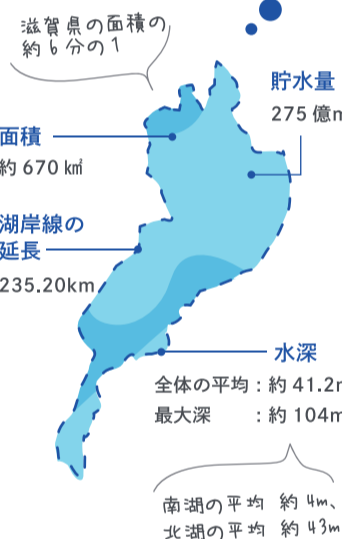 滋賀県の面積の
約6分の1
貯水量
275億m
面積
約670㎢
湖岸線の
延長
235.20km
水深
全体の平均：約41.2m
最大深　　：約104m
南湖の平均 約4m、
北湖の平均 約43m